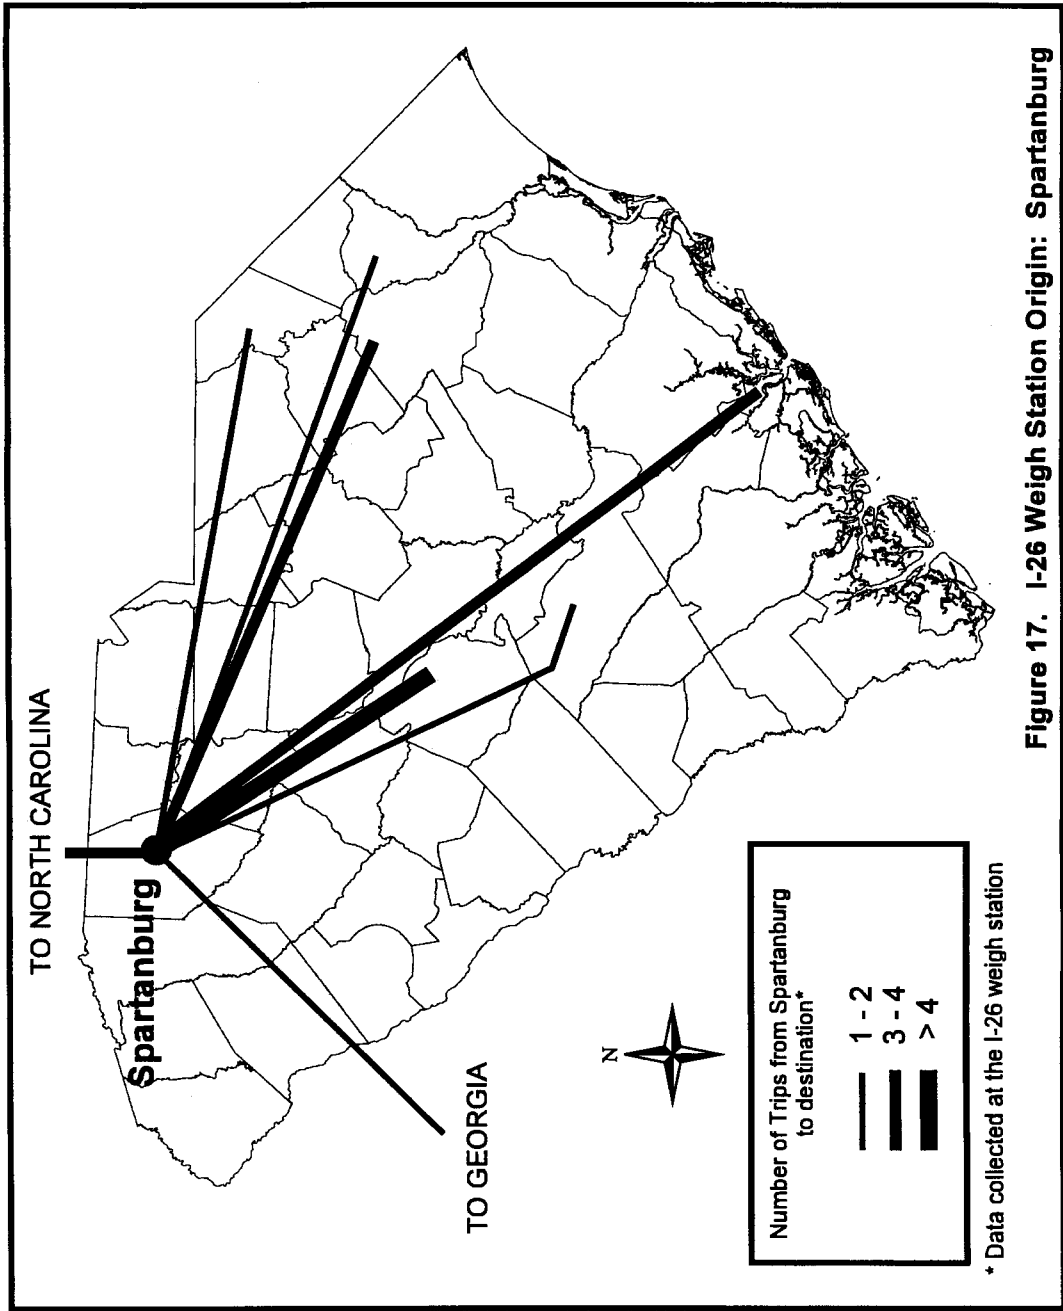 TO NORTH CAROLINA
Spartanburg
TO GEORGIA
N
Number of Trips from Spartanburg
to destination*
1 - 2
3 - 4
> 4
* Data collected at the I-26 weigh station
Figure 17. I-26 Weigh Station Origin: Spartanburg